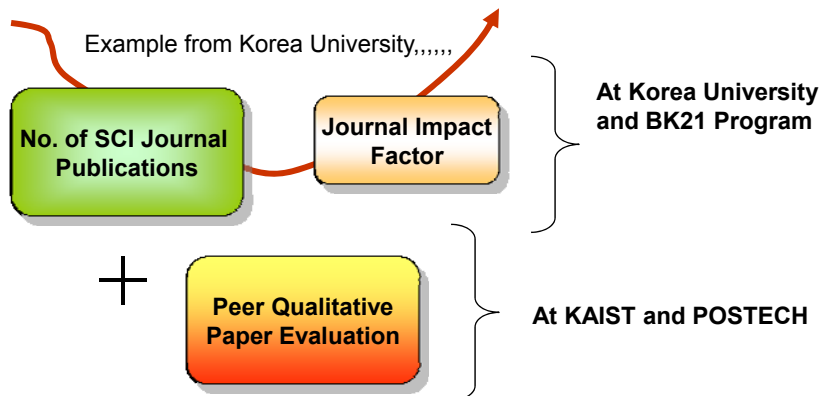 Example from Korea University,,,,,,
No. of SCI Journal
Publications
Journal Impact
Factor
At Korea University
and BK21 Program
+
Peer Qualitative
Paper Evaluation
At KAIST and POSTECH